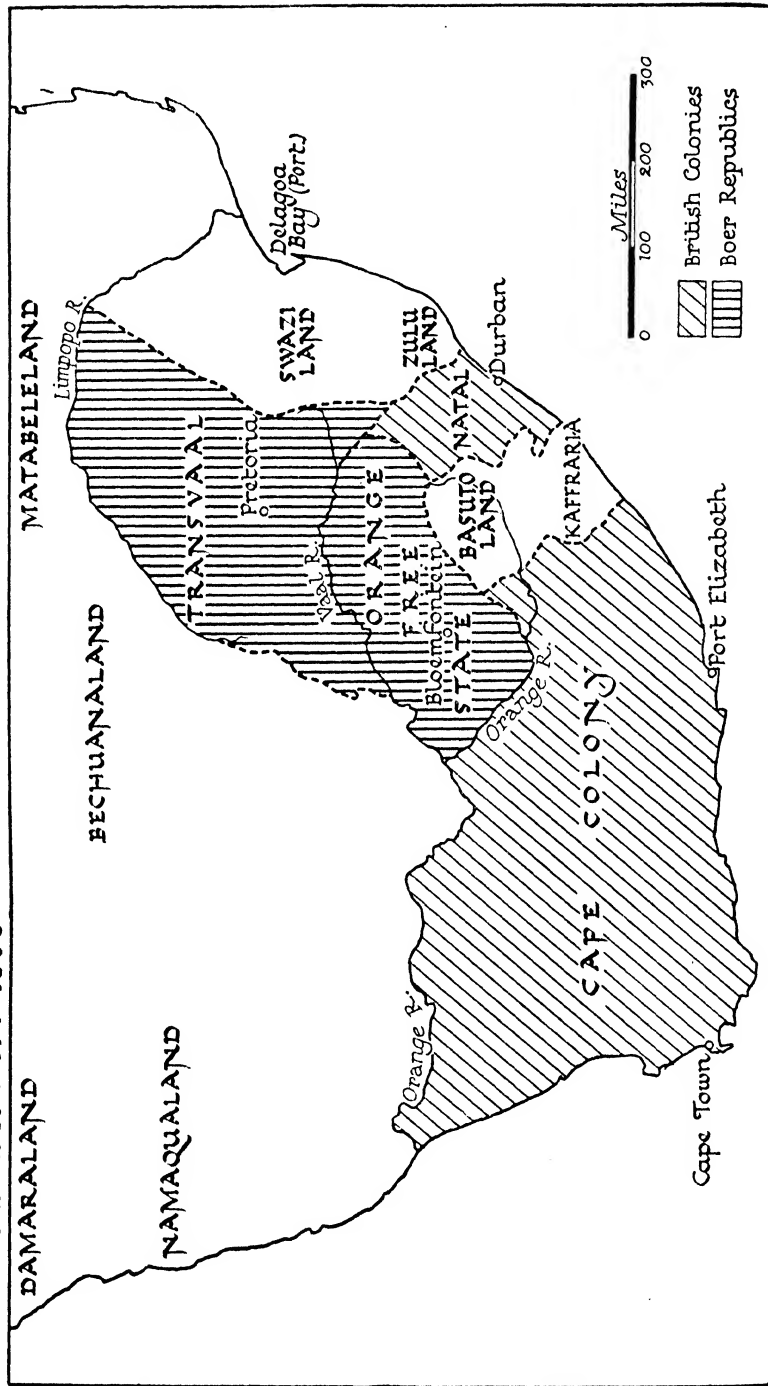 DAMARALAND
MATABELELAND
Limpopo R.
BECHUANALAND
NAMAQUALAND
TRANSVAAL
Pretoria
Delagoa
Bay (Port)
SWAZI
LAND
Vaal R.
ORANGE
FREE
Bloemfontein
STATE
ZULU
LAND
NATAL
Durban
BASUTO
LAND
KAFFRARIA
Orange R.
Orange R.
CAPE COLONY
Port Elizabeth
Cape Town
Miles
0 100 200 300
British Colonies
Boer Republics